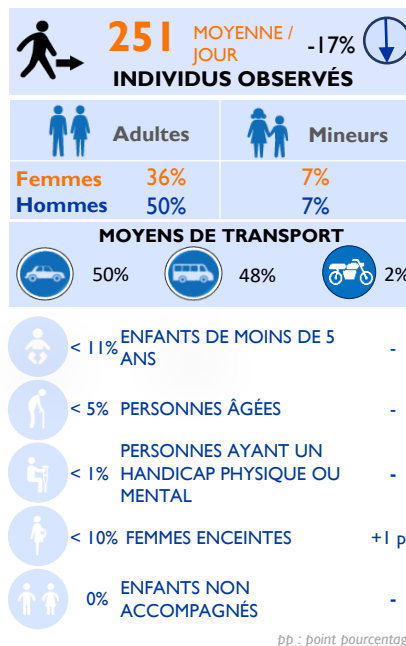 251 MOYENNE / JOUR -17%
INDIVIDUS OBSERVÉS
Adultes Mineurs
Femmes 36% 7%
Hommes 50% 7%
MOYENS DE TRANSPORT
50% 48% 2%
< 11% ENFANTS DE MOINS DE 5 ANS -
< 5% PERSONNES ÂGÉES -
< 1% PERSONNES AYANT UN HANDICAP PHYSIQUE OU MENTAL -
< 10% FEMMES ENCEINTES +1 p
0% ENFANTS NON ACCOMPAGNÉS -
pp : point pourcentag